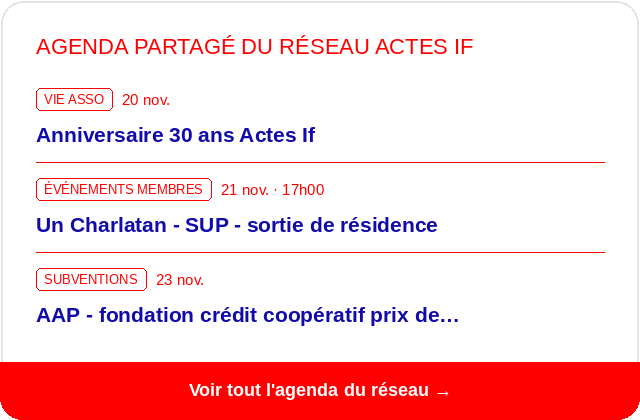 AGENDA PARTAGÉ DU RÉSEAU ACTES IF
VIE ASSO 20 nov.
Anniversaire 30 ans Actes If
ÉVÉNEMENTS MEMBRES 21 nov. · 17h00
Un Charlatan - SUP - sortie de résidence
SUBVENTIONS 23 nov.
AAP - fondation crédit coopératif prix de…
Voir tout l'agenda du réseau →